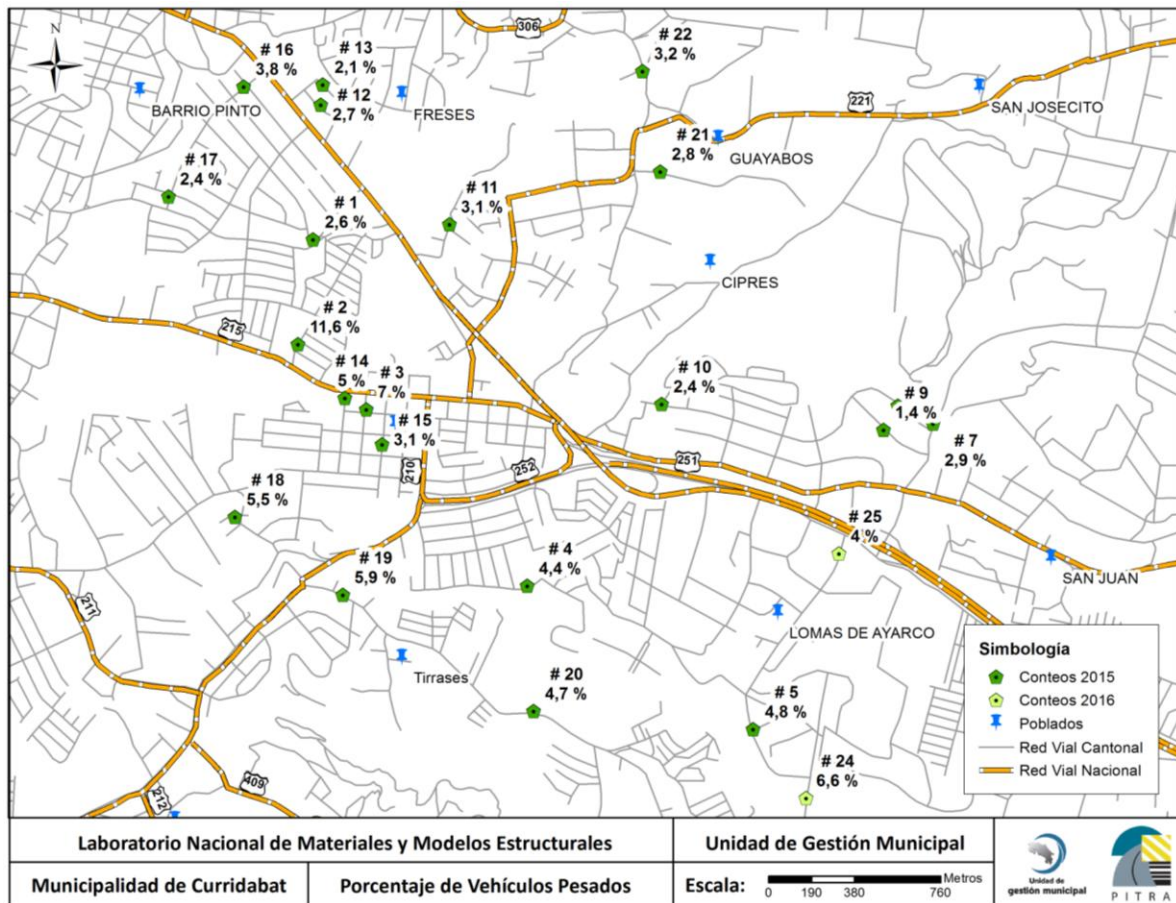 306
N
# 16
3,8 %
# 13
2,1 %
# 12
2,7 %
# 22
3,2 %
BARRIO PINTO
FRESES
221
SAN JOSECITO
# 21
2,8 %
GUAYABOS
# 17
2,4 %
# 11
3,1 %
# 1
2,6 %
CIPRES
# 2
11,6 %
215
# 14
5 %
# 3
7 %
# 10
2,4 %
# 9
1,4 %
# 15
3,1 %
# 7
2,9 %
210
252
251
# 18
5,5 %
# 25
4 %
# 19
5,9 %
# 4
4,4 %
SAN JUAN
211
LOMAS DE AYARCO
Tirrases
# 20
4,7 %
# 5
4,8 %
# 24
6,6 %
409
212
Simbología
Conteos 2015
Conteos 2016
Poblados
Red Vial Cantonal
Red Vial Nacional
Laboratorio Nacional de Materiales y Modelos Estructurales
Unidad de Gestión Municipal
Municipalidad de Curridabat
Porcentaje de Vehículos Pesados
Escala:
Metros
0 190 380 760
Unidad de
gestión municipal
PITRA